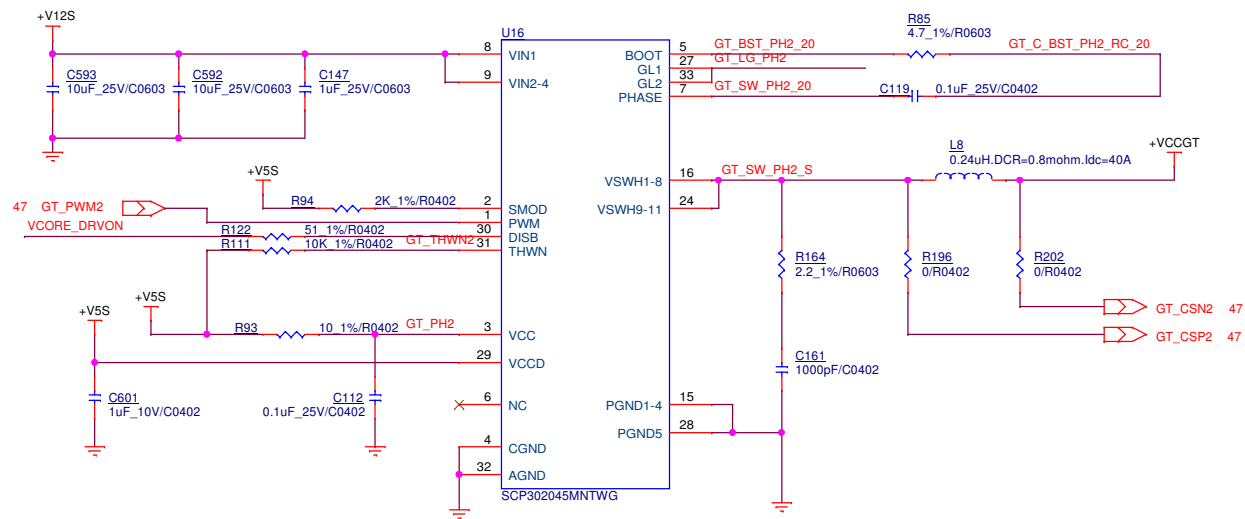 +V12S
C593
10uF_25V/C0603
C592
10uF_25V/C0603
C147
1uF_25V/C0603
U16
8 VIN1
9 VIN2-4
BOOT 5 GT_BST_PH2_20
R85
4.7_1%/R0603
GT_C_BST_PH2_RC_20
GL1 27 GT_LG_PH2
GL2 33
PHASE 7 GT_SW_PH2_20
C119 0.1uF_25V/C0402
+V5S
R94 2K_1%/R0402 2 SMOD
47 GT_PWM2 1 PWM
VCORE_DRVON R122 51_1%/R0402 30 DISB
R111 10K_1%/R0402 GT_THWN2 31 THWN
VSWH1-8 16 GT_SW_PH2_S
VSWH9-11 24
L8
0.24uH.DCR=0.8mohm.Idc=40A
+VCCGT
R164
2.2_1%/R0603
R196
0/R0402
R202
0/R0402
GT_CSN2 47
GT_CSP2 47
+V5S
+V5S
R93 10_1%/R0402 GT_PH2 3 VCC
29 VCCD
C601
1uF_10V/C0402
C112
0.1uF_25V/C0402
C161
1000pF/C0402
6 NC
4 CGND
32 AGND
PGND1-4 15
PGND5 28
SCP302045MNTWG